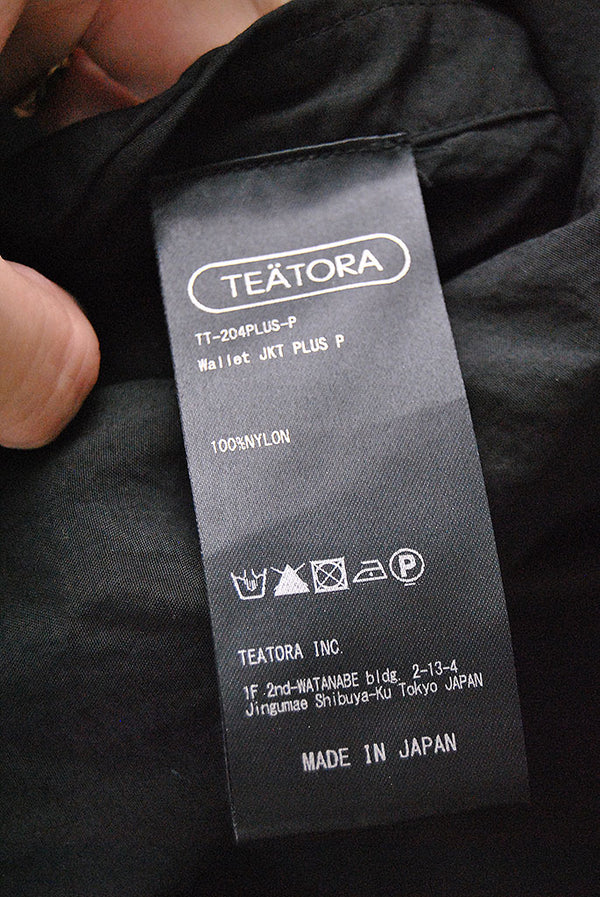 TEÄTORA
TT-204PLUS-P
Wallet JKT PLUS P
100%NYLON
P
TEATORA INC.
1F 2nd-WATANABE bldg. 2-13-4
Jingumae Shibuya-Ku Tokyo JAPAN
MADE IN JAPAN